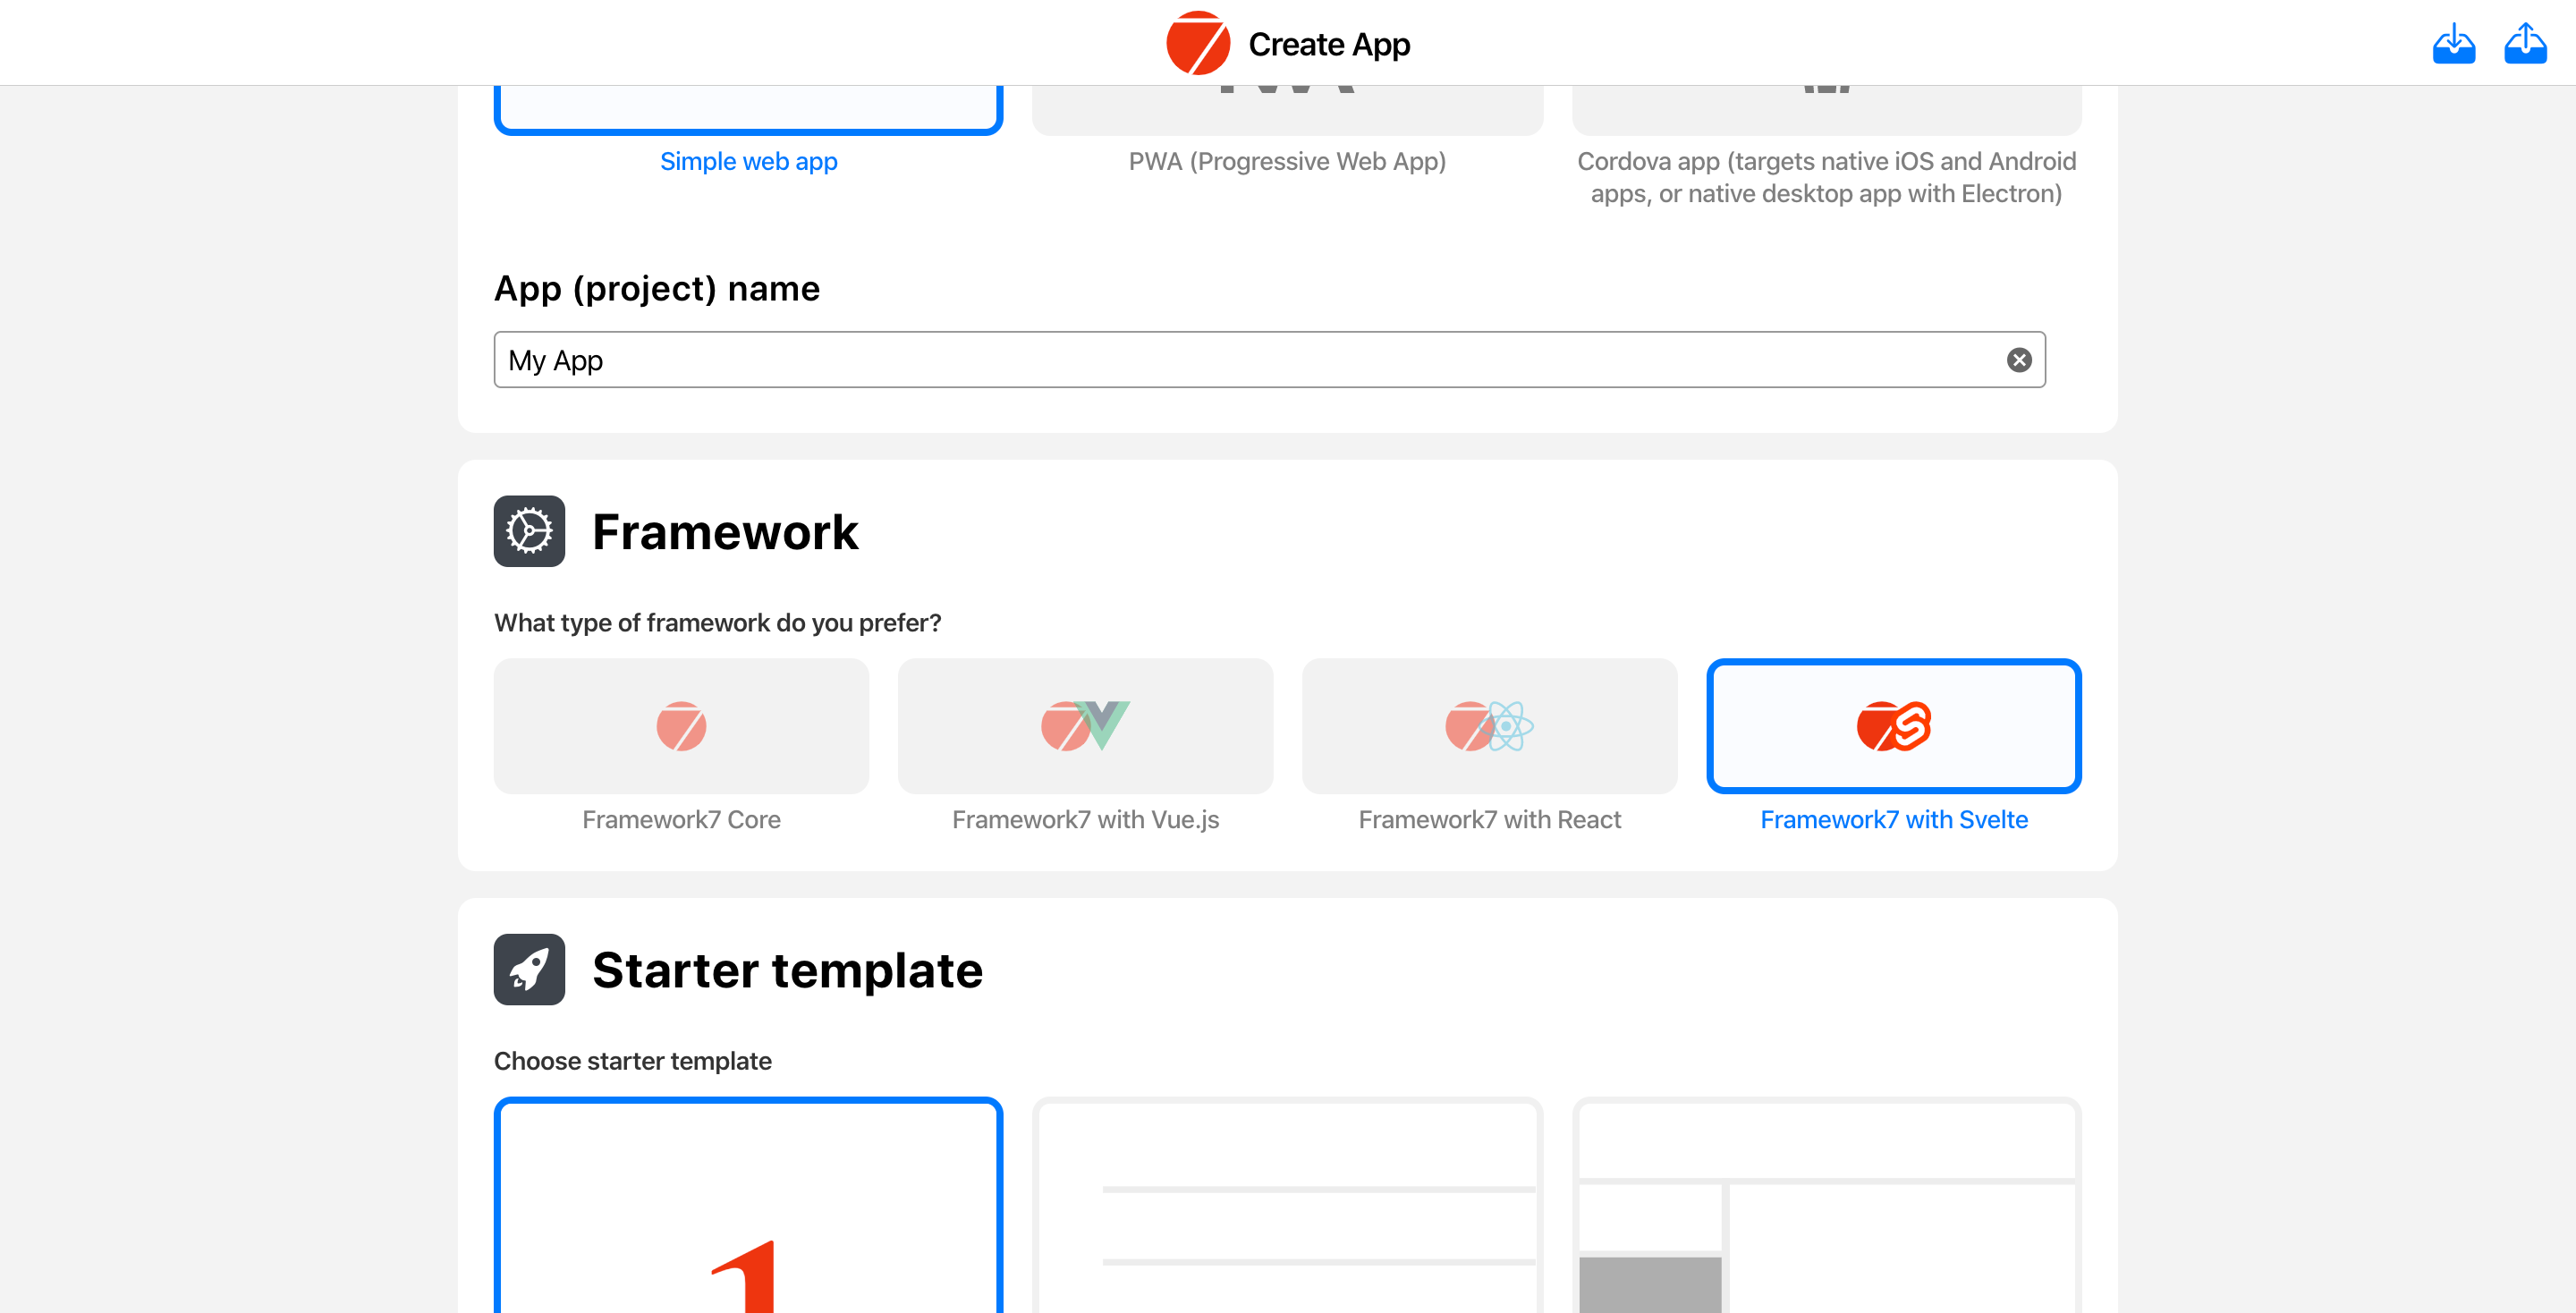 Create App
Simple web app
PWA (Progressive Web App)
Cordova app (targets native iOS and Android
apps, or native desktop app with Electron)
App (project) name
My App
Framework
What type of framework do you prefer?
Framework7 Core
Framework7 with Vue.js
Framework7 with React
Framework7 with Svelte
Starter template
Choose starter template
1